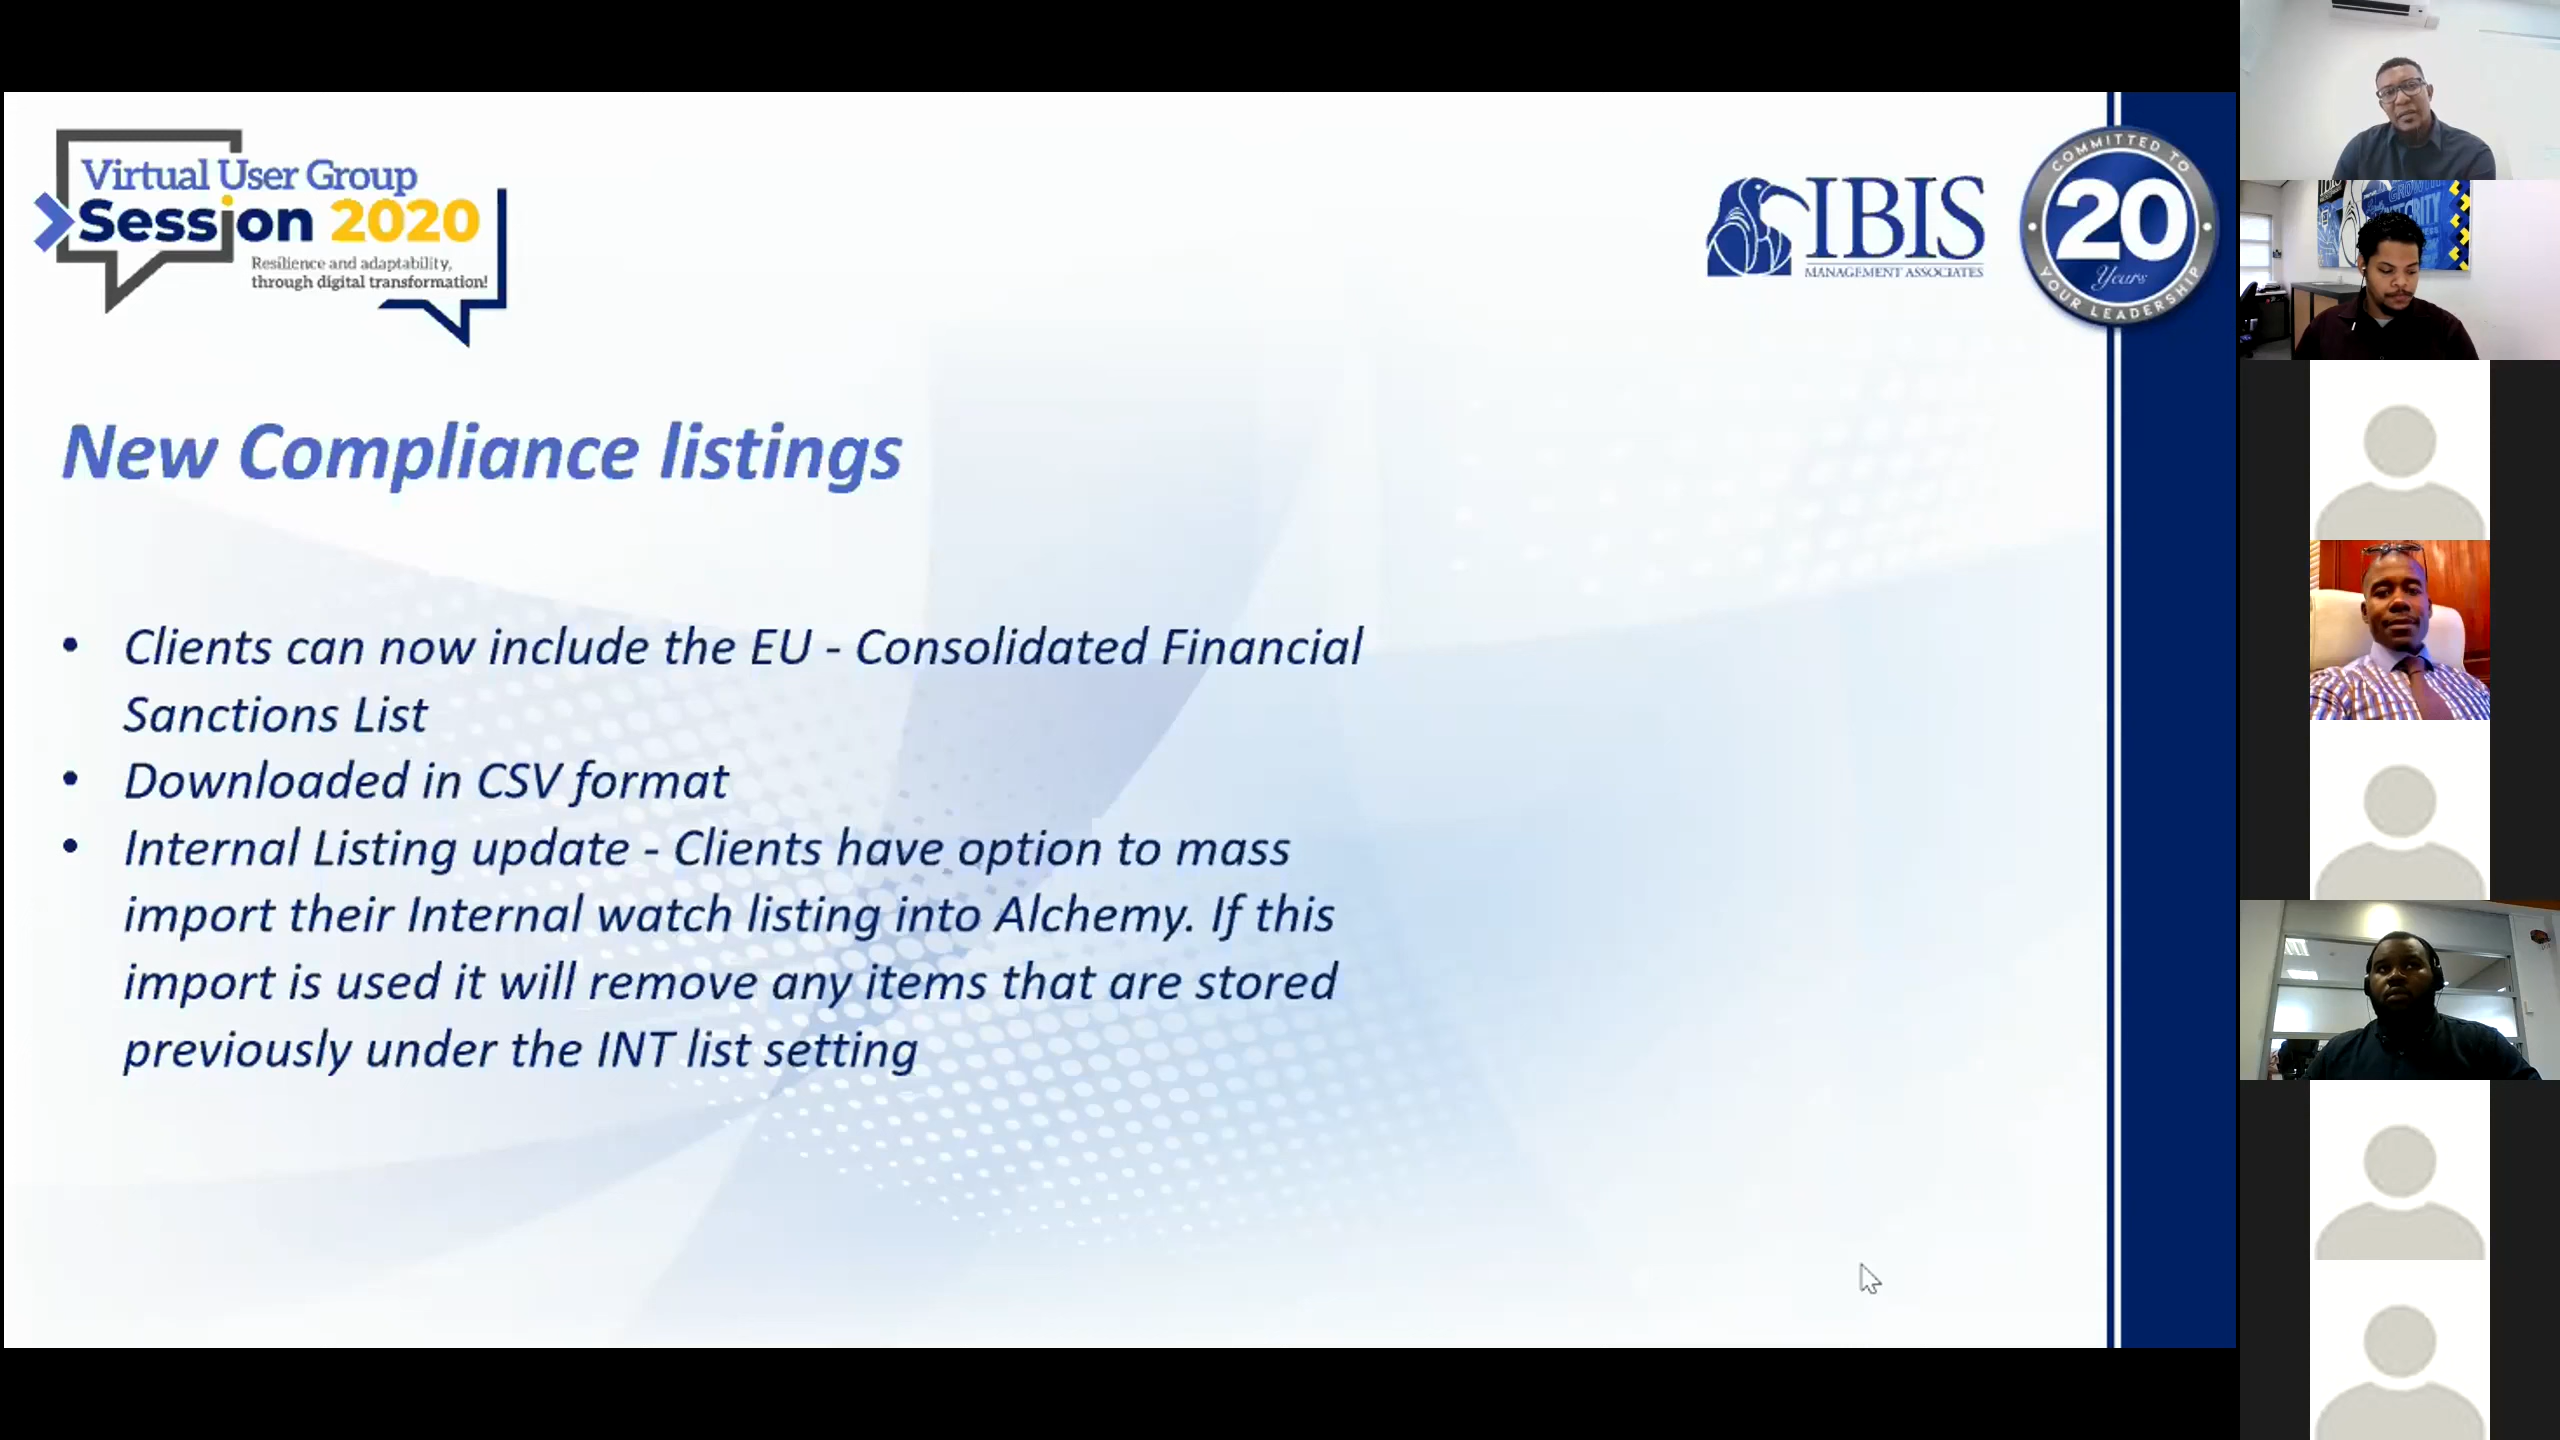 Virtual User Group
Session 2020
Resilience and adaptability,
through digital transformation!
IBIS
MANAGEMENT ASSOCIATES
COMMITTED TO
20
Years
YOUR LEADERSHIP
New Compliance listings
• Clients can now include the EU - Consolidated Financial
Sanctions List
• Downloaded in CSV format
• Internal Listing update - Clients have option to mass
import their Internal watch listing into Alchemy. If this
import is used it will remove any items that are stored
previously under the INT list setting